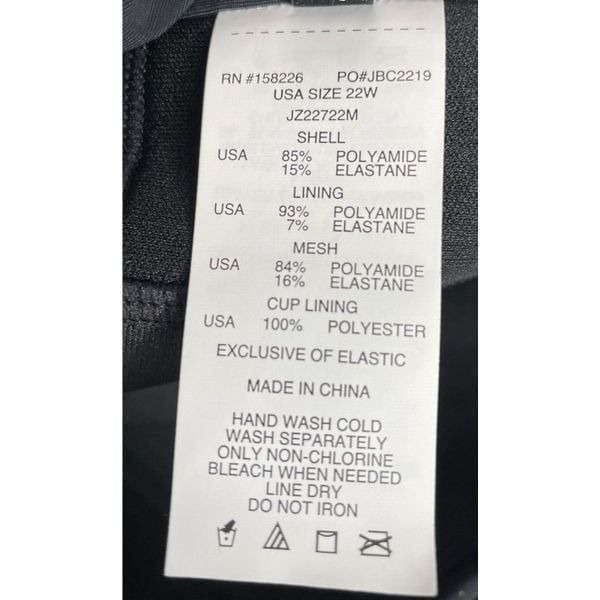 RN #158226 PO#JBC2219
USA SIZE 22W
JZ22722M
SHELL
USA 85% POLYAMIDE
15% ELASTANE
LINING
USA 93% POLYAMIDE
7% ELASTANE
MESH
USA 84% POLYAMIDE
16% ELASTANE
CUP LINING
USA 100% POLYESTER
EXCLUSIVE OF ELASTIC
MADE IN CHINA
HAND WASH COLD
WASH SEPARATELY
ONLY NON-CHLORINE
BLEACH WHEN NEEDED
LINE DRY
DO NOT IRON